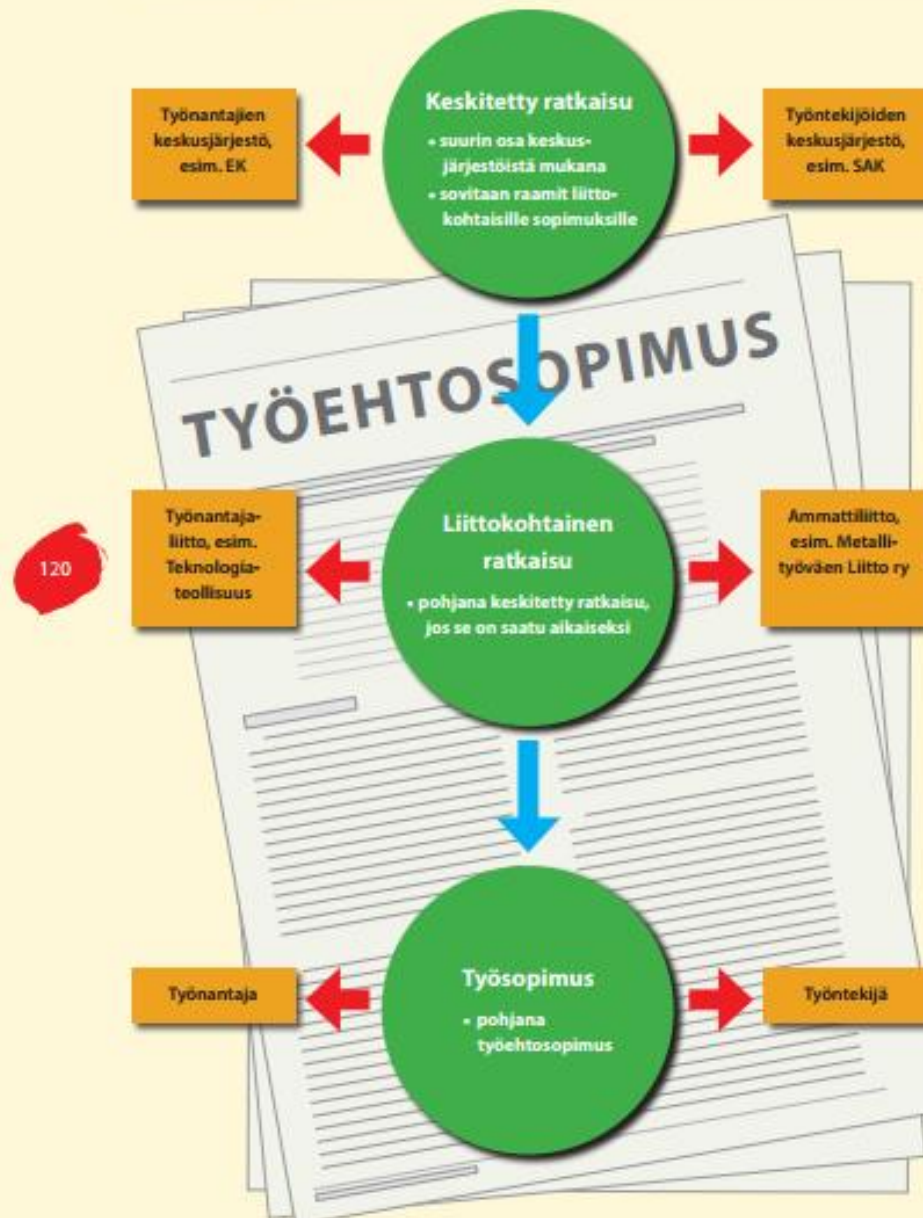 Keskitetty ratkaisu
• suurin osa keskus-
järjestöistä mukana
• sovitaan raamit liitto-
kohtaisille sopimuksille
Työnantajien
keskusjärjestö,
esim. EK
Työntekijöiden
keskusjärjestö,
esim. SAK
TYÖEHTOSOPIMUS
Liittokohtainen
ratkaisu
• pohjana keskitetty ratkaisu,
jos se on saatu aikaiseksi
Työnantaja-
liitto, esim.
Teknologia-
teollisuus
Ammattiliitto,
esim. Metalli-
työväen Liitto ry
120
Työsopimus
• pohjana
työehtosopimus
Työnantaja
Työntekijä